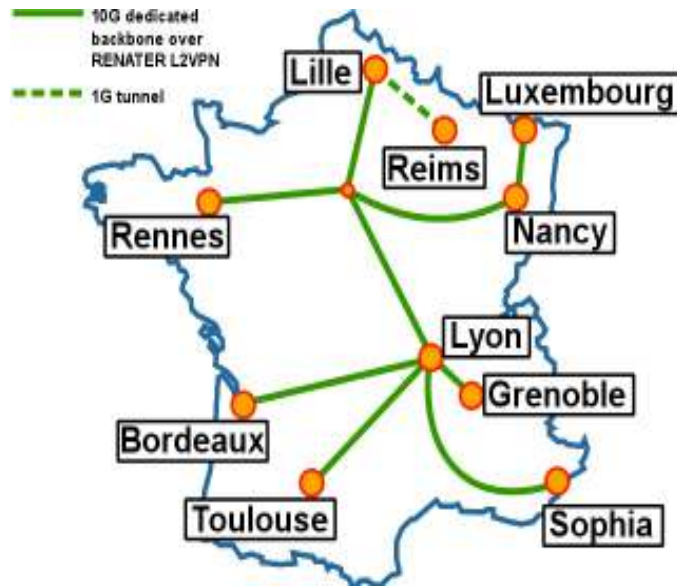 10G dedicated
backbone over
RENATER L2VPN
1G tunnel
Lille
Luxembourg
Reims
Rennes
Nancy
Lyon
Grenoble
Bordeaux
Toulouse
Sophia